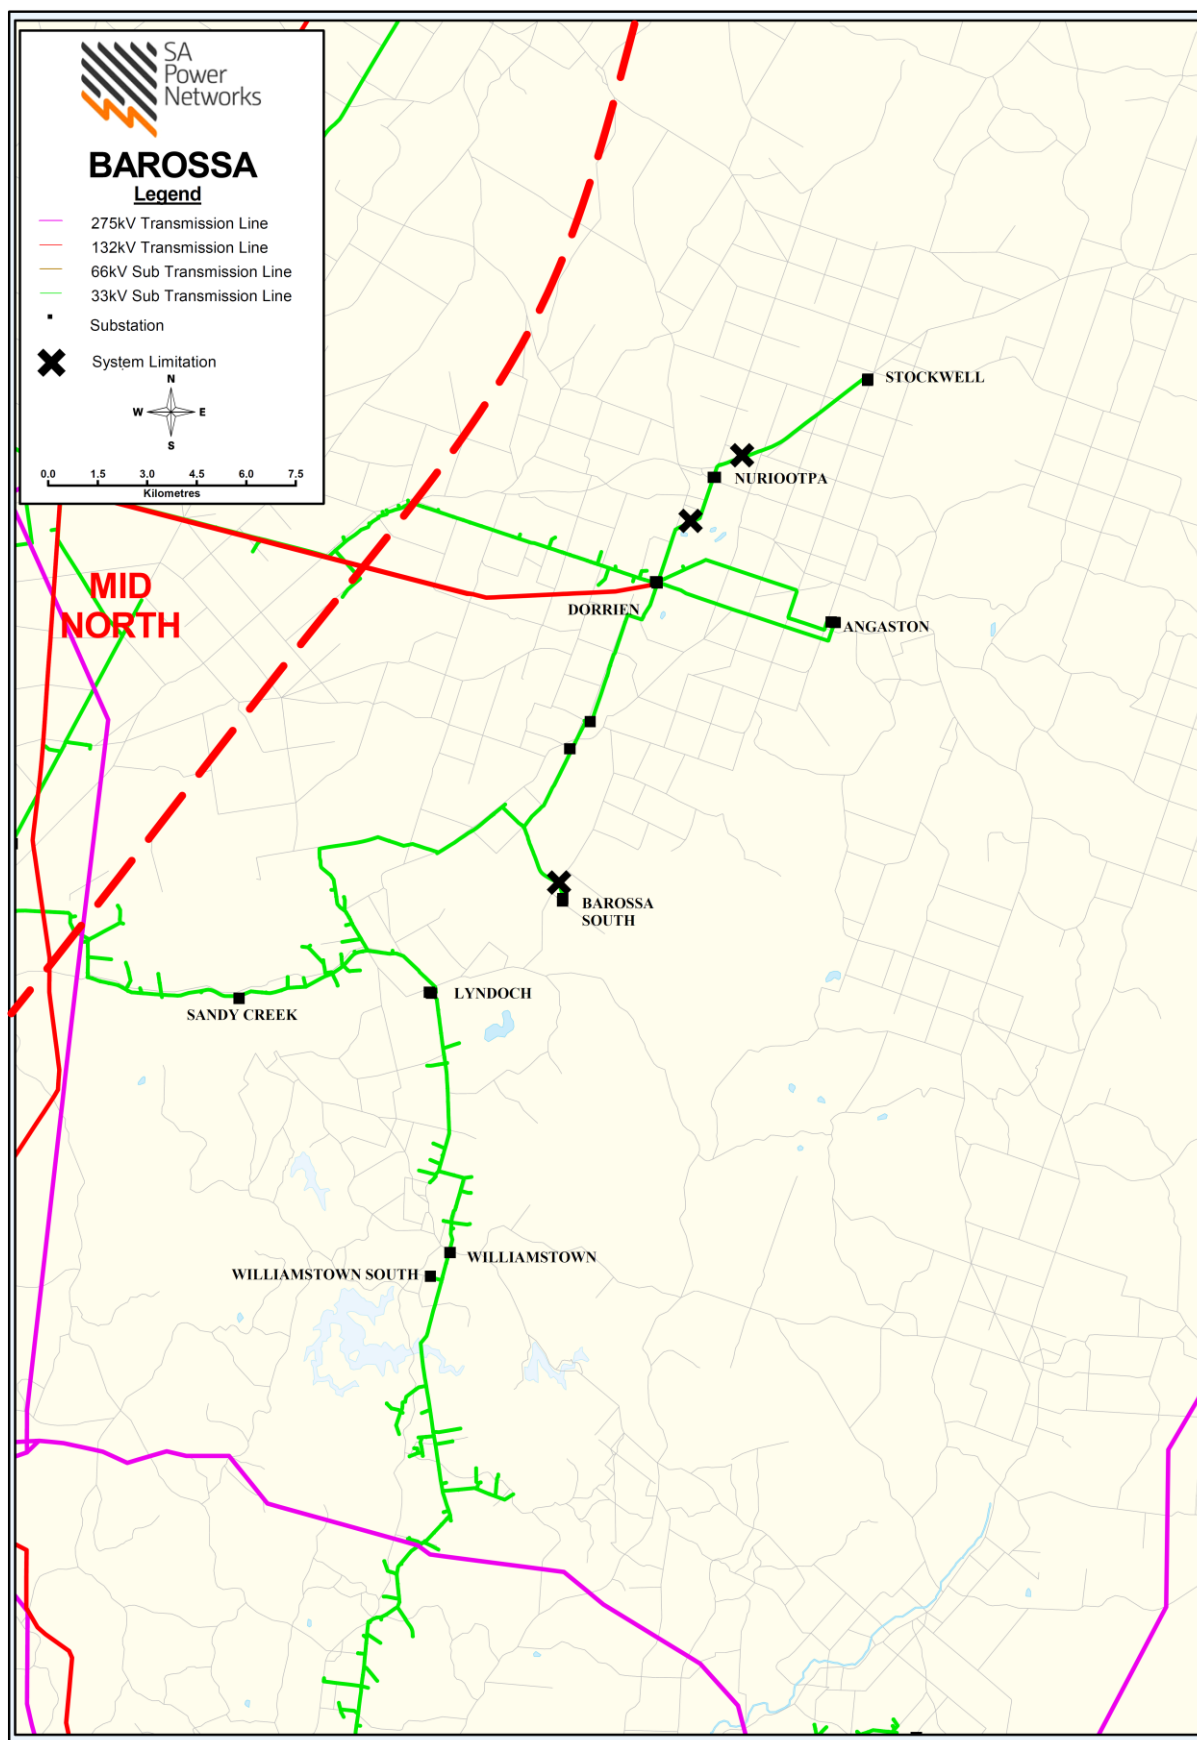 SA
Power
Networks
BAROSSA
Legend
275kV Transmission Line
132kV Transmission Line
66kV Sub Transmission Line
33kV Sub Transmission Line
Substation
System Limitation
N
W E
S
0.0 1.5 3.0 4.5 6.0 7.5
Kilometres
STOCKWELL
NURIOOTPA
MID
NORTH
DORRIEN
ANGASTON
BAROSSA
SOUTH
LYNDOCH
SANDY CREEK
WILLIAMSTOWN
WILLIAMSTOWN SOUTH